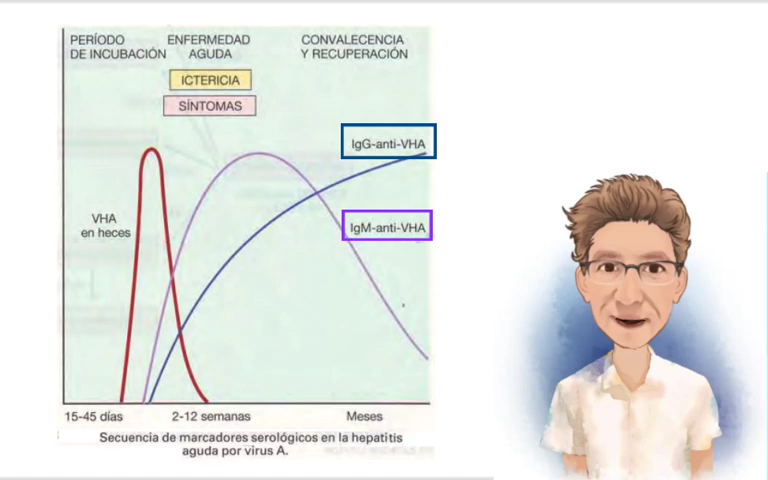 PERÍODO
DE INCUBACIÓN
ENFERMEDAD
AGUDA
CONVALECENCIA
Y RECUPERACIÓN
ICTERICIA
SÍNTOMAS
IgG-anti-VHA
VHA
en heces
IgM-anti-VHA
15-45 días
2-12 semanas
Meses
Secuencia de marcadores serológicos en la hepatitis
aguda por virus A.